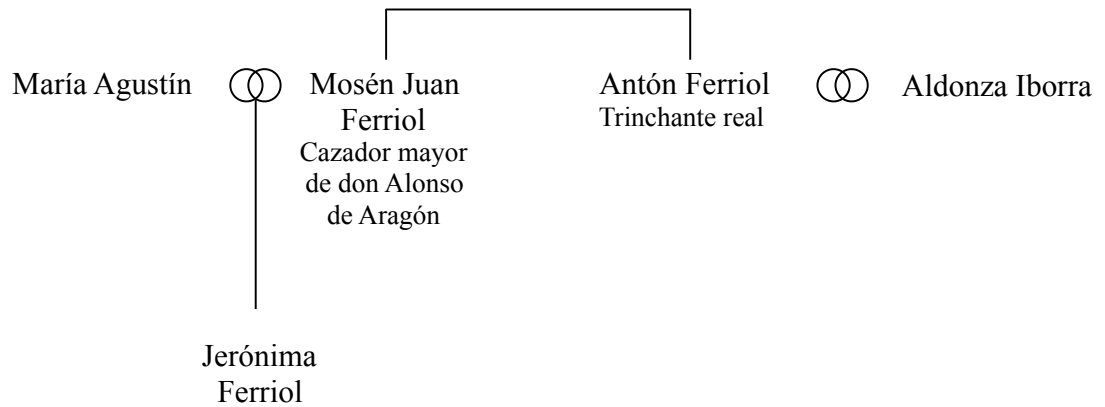 María Agustín
Mosén Juan
Ferriol
Cazador mayor
de don Alonso
de Aragón
Antón Ferriol
Trinchante real
Aldonza Iborra
Jerónima
Ferriol